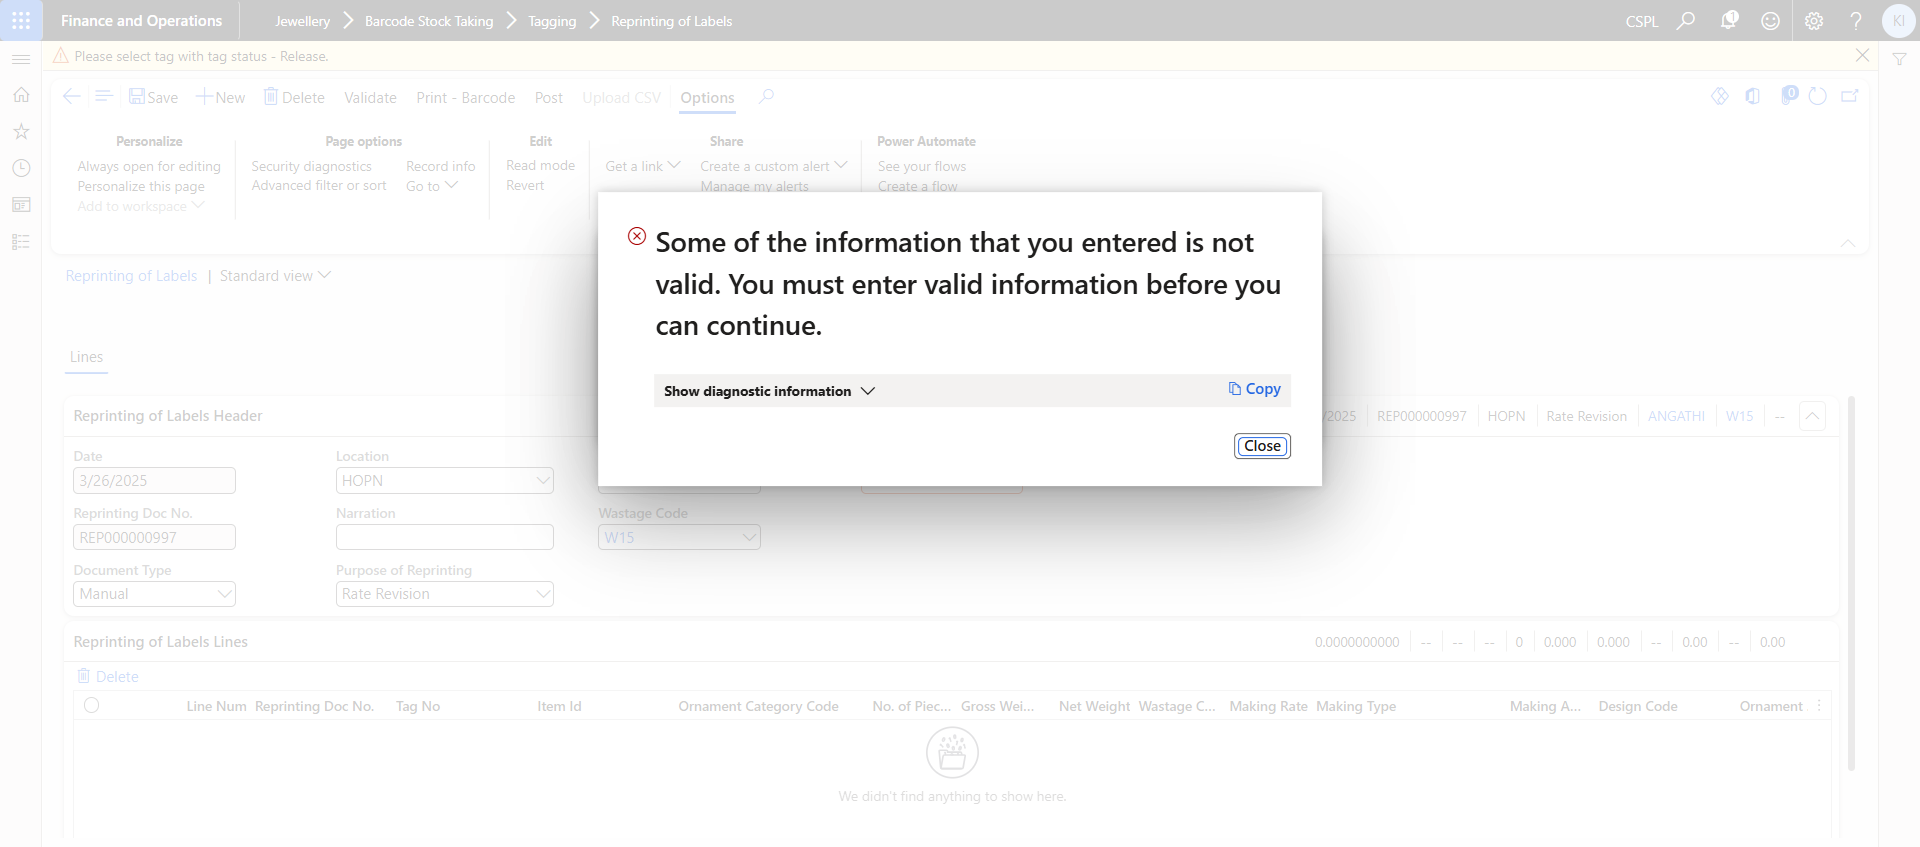 Finance and Operations Jewellery Barcode Stock Taking Tagging Reprinting of Labels CSPL 1 ? KI
Please select tag with tag status - Release.
Save New Delete Validate Print - Barcode Post Upload CSV Options 0
Personalize Page options Edit Share Power Automate
Always open for editing Security diagnostics Record info Read mode Get a link Create a custom alert See your flows
Personalize this page Advanced filter or sort Go to Revert Manage my alerts Create a flow
Add to workspace
Some of the information that you entered is not
valid. You must enter valid information before you
can continue.
Show diagnostic information Copy
Close
Reprinting of Labels | Standard view
Lines
Reprinting of Labels Header /2025 REP000000997 HOPN Rate Revision ANGATHI W15 --
Date Location
3/26/2025 HOPN
Reprinting Doc No. Narration Wastage Code
REP000000997 W15
Document Type Purpose of Reprinting
Manual Rate Revision
Reprinting of Labels Lines 0.0000000000 -- -- -- 0 0.000 0.000 -- 0.00 -- 0.00
Delete
Line Num Reprinting Doc No. Tag No Item Id Ornament Category Code No. of Piec... Gross Wei... Net Weight Wastage C... Making Rate Making Type Making A... Design Code Ornament
We didn't find anything to show here.